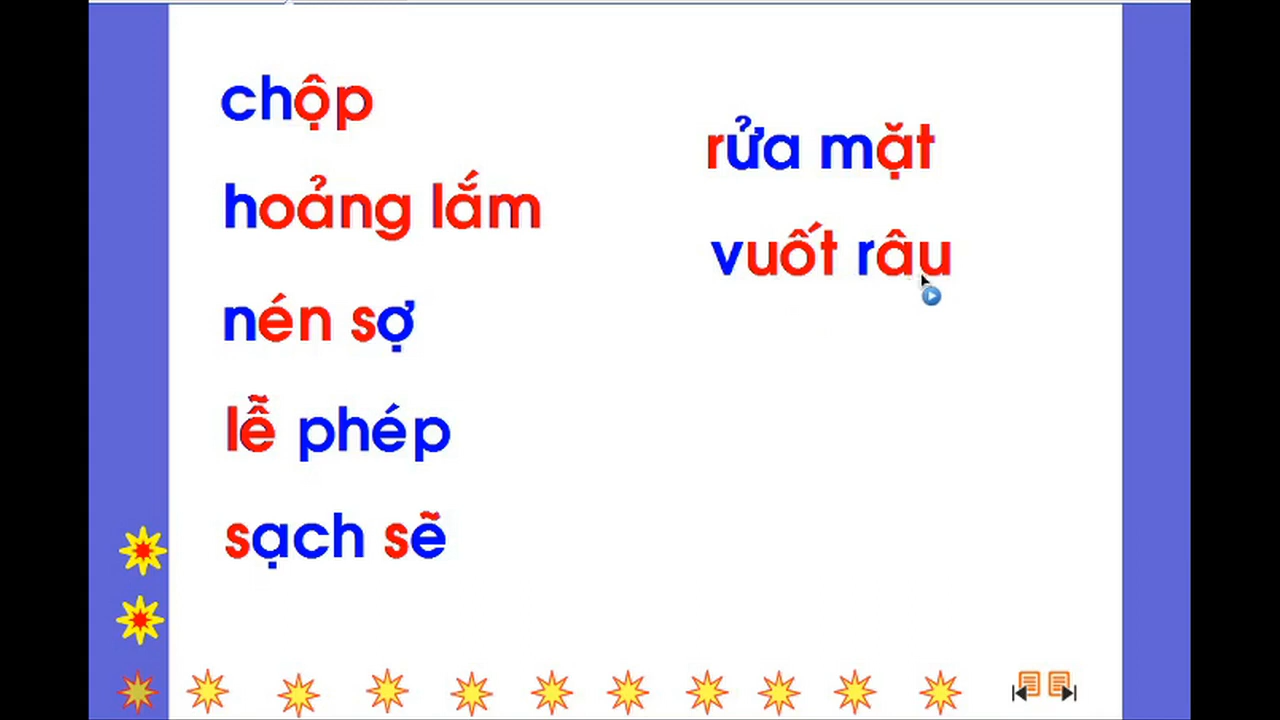 chộp
hoảng lắm
nén sợ
lễ phép
sạch sẽ
rửa mặt
vuốt râu